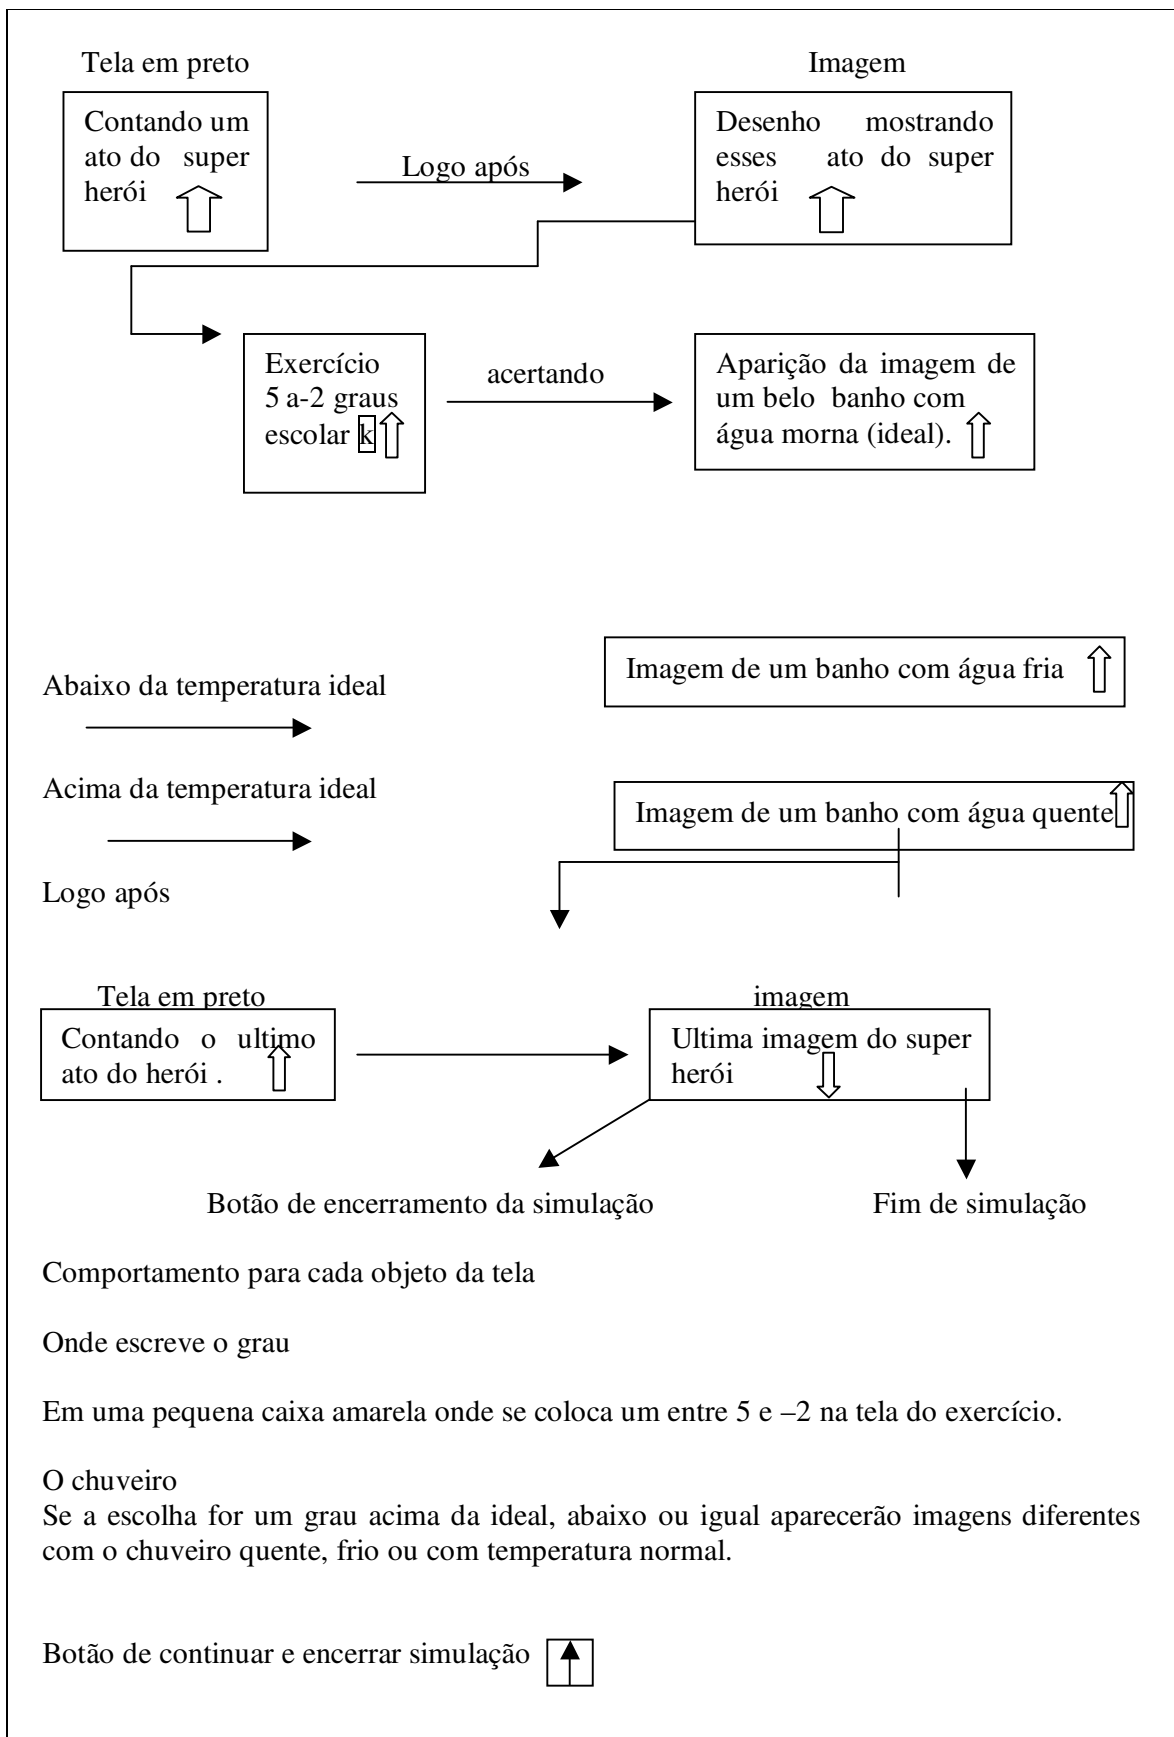 Tela em preto
Imagem
Contando um
ato do super
herói
Logo após
Desenho mostrando
esses ato do super
herói
Exercício
5 a-2 graus
escolar k
acertando
Aparição da imagem de
um belo banho com
água morna (ideal).
Imagem de um banho com água fria
Abaixo da temperatura ideal
Acima da temperatura ideal
Imagem de um banho com água quente
Logo após
Tela em preto
imagem
Contando o ultimo
ato do herói .
Ultima imagem do super
herói
Botão de encerramento da simulação
Fim de simulação
Comportamento para cada objeto da tela
Onde escreve o grau
Em uma pequena caixa amarela onde se coloca um entre 5 e –2 na tela do exercício.
O chuveiro
Se a escolha for um grau acima da ideal, abaixo ou igual aparecerão imagens diferentes
com o chuveiro quente, frio ou com temperatura normal.
Botão de continuar e encerrar simulação